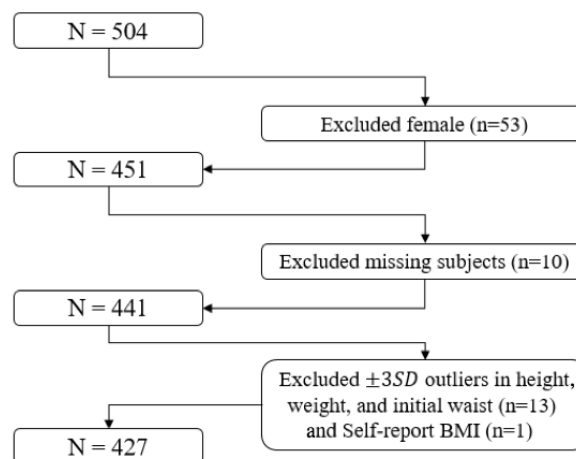 N = 504
Excluded female (n=53)
N = 451
Excluded missing subjects (n=10)
N = 441
Excluded ±3SD outliers in height,
weight, and initial waist (n=13)
and Self-report BMI (n=1)
N = 427